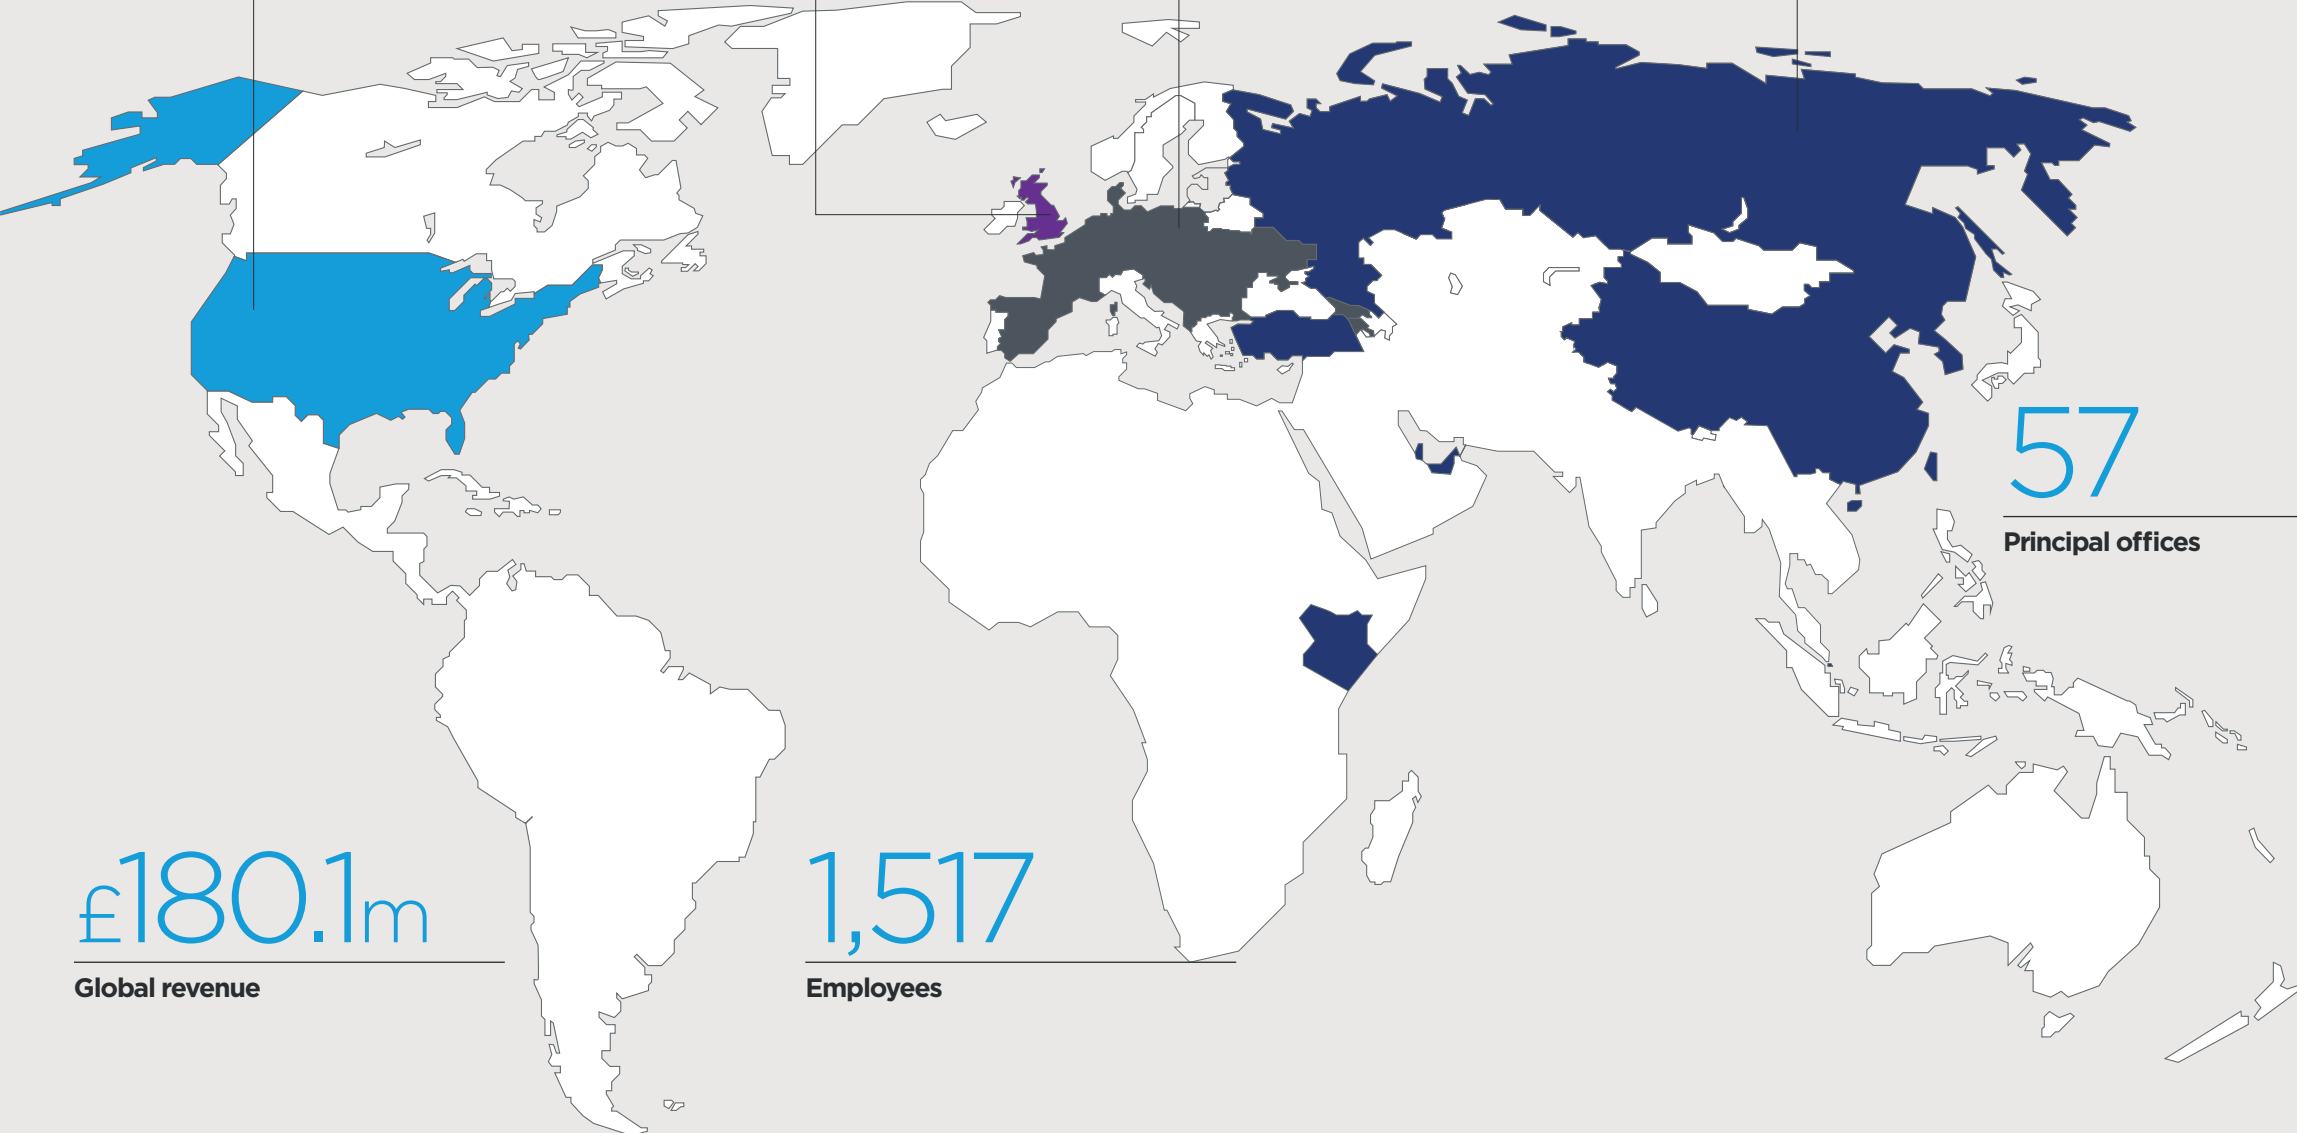 57
Principal offices
£180.1m
Global revenue
1,517
Employees